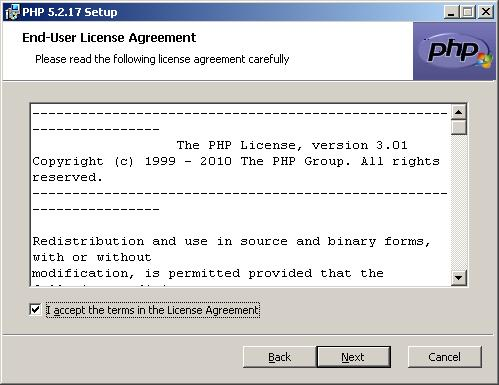 PHP 5.2.17 Setup
End-User License Agreement
Please read the following license agreement carefully
php
--------------------------------------------------------------------
----------------
The PHP License, version 3.01
Copyright (c) 1999 - 2010 The PHP Group. All rights
reserved.
--------------------------------------------------------------------
----------------
Redistribution and use in source and binary forms,
with or without
modification, is permitted provided that the
I accept the terms in the License Agreement
Back
Next
Cancel